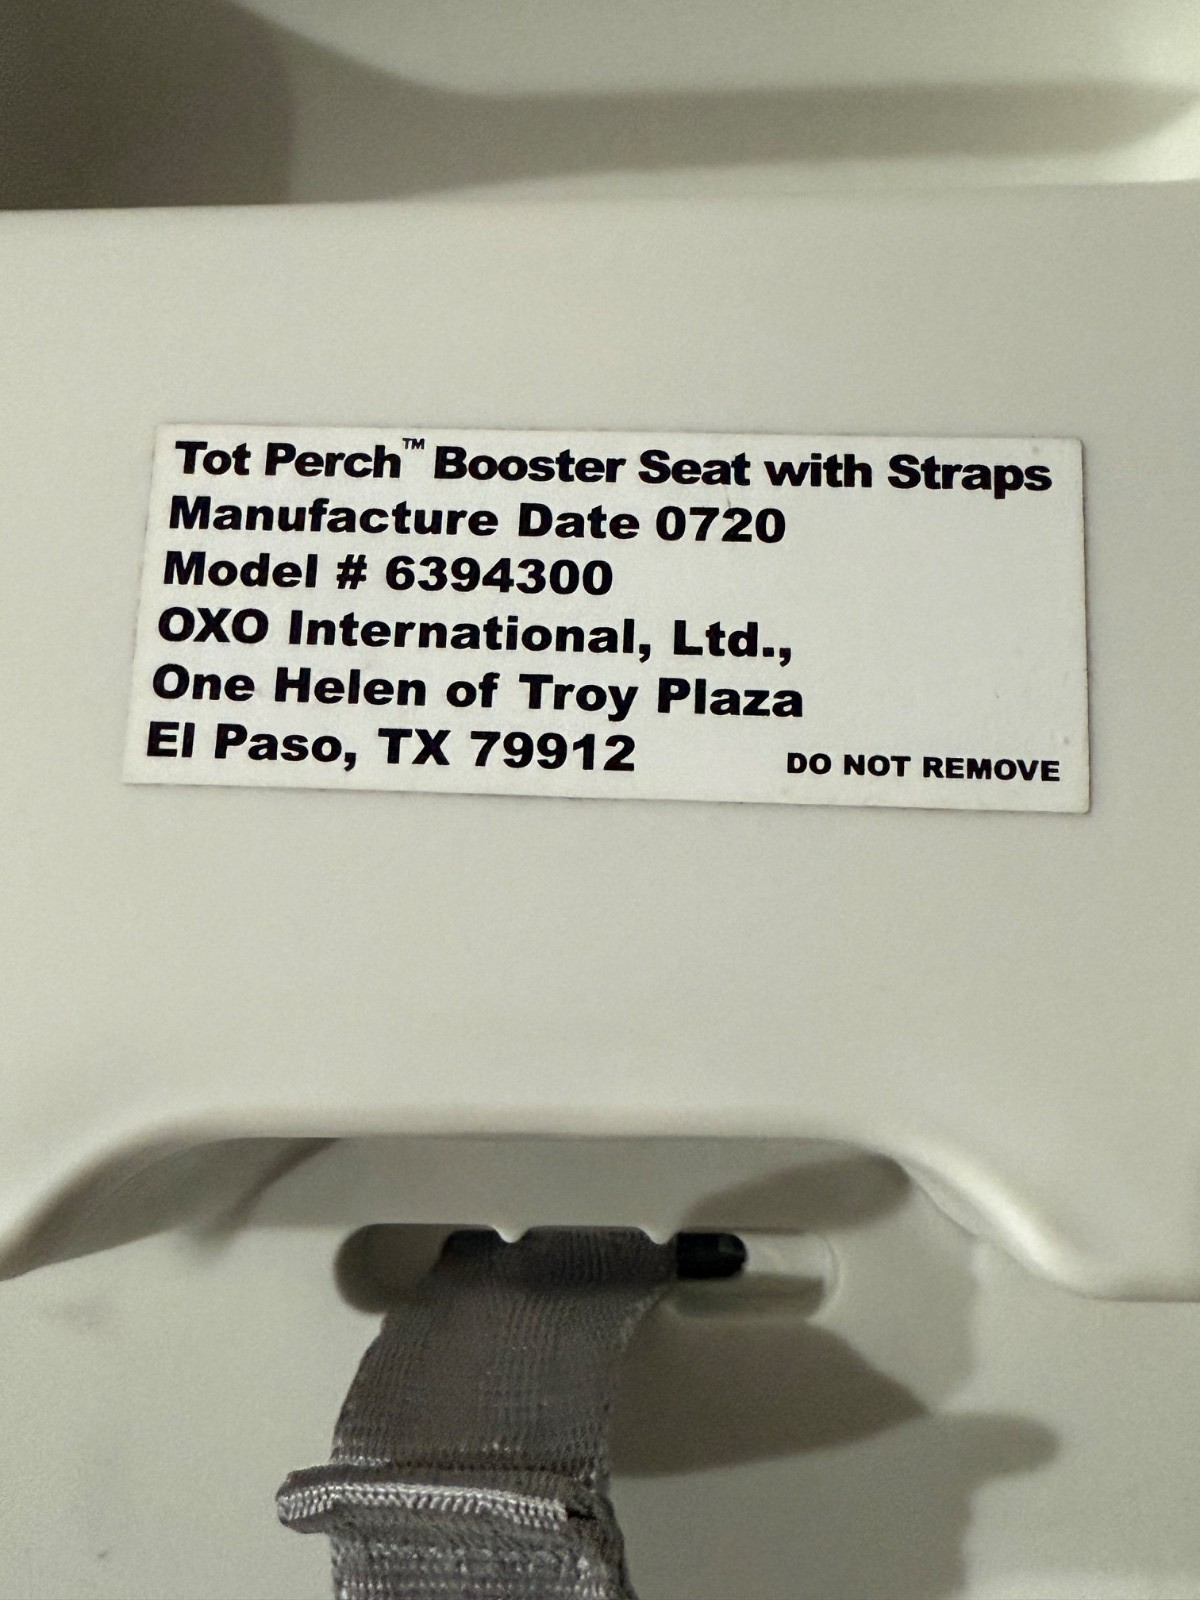 Tot Perch™ Booster Seat with Straps
Manufacture Date 0720
Model # 6394300
OXO International, Ltd.,
One Helen of Troy Plaza
El Paso, TX 79912
DO NOT REMOVE